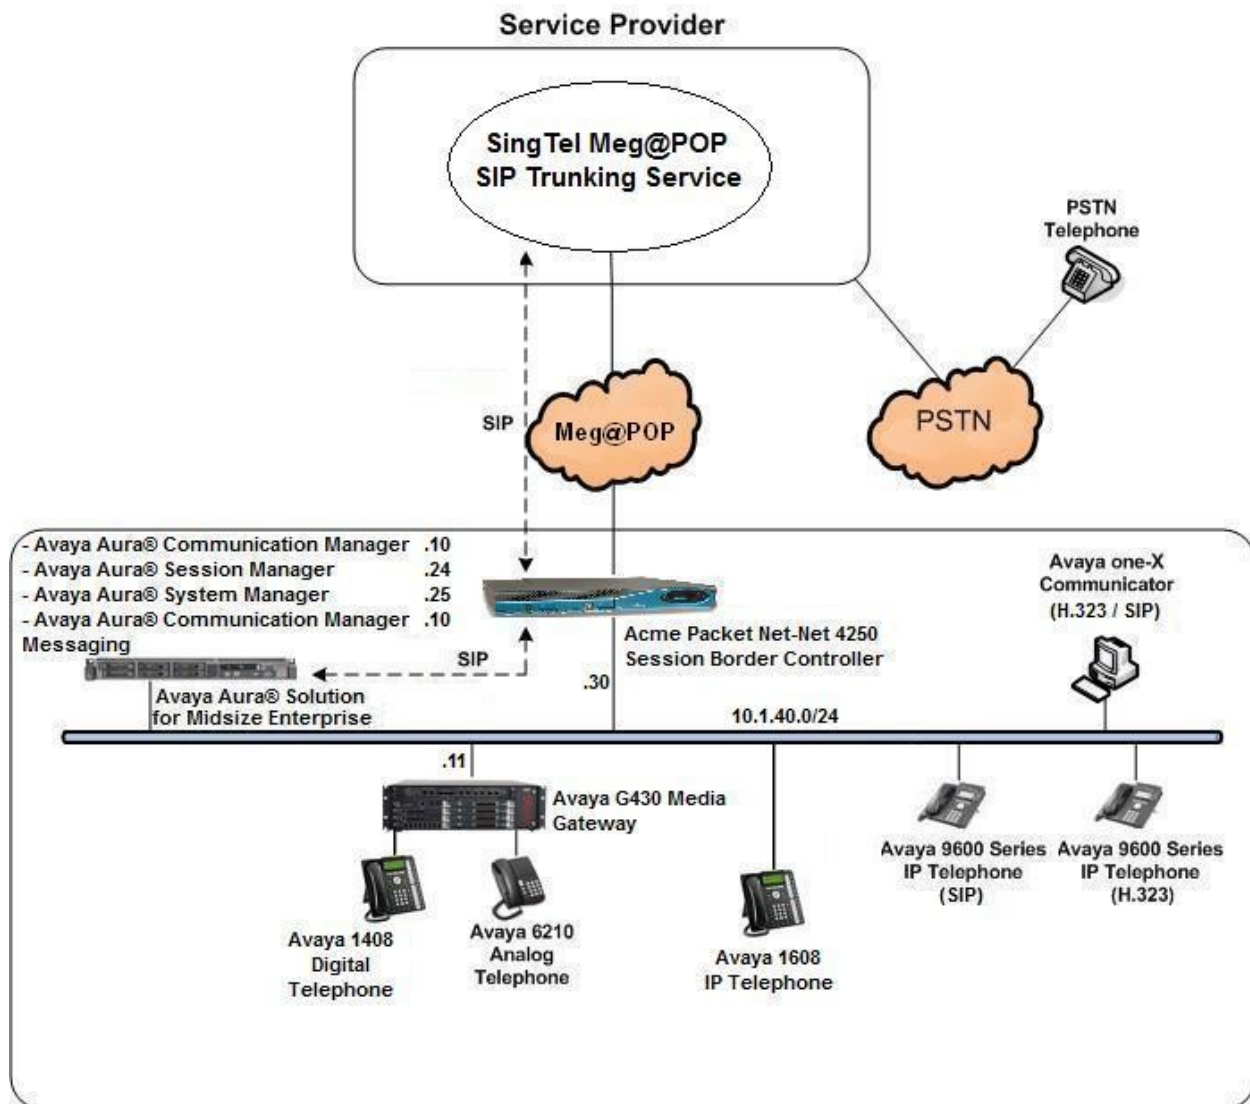 Service Provider
SingTel Meg@POP
SIP Trunking Service
PSTN
Telephone
SIP
Meg@POP
PSTN
- Avaya Aura® Communication Manager .10
- Avaya Aura® Session Manager .24
- Avaya Aura® System Manager .25
- Avaya Aura® Communication Manager .10
Messaging
Avaya one-X
Communicator
(H.323 / SIP)
Acme Packet Net-Net 4250
Session Border Controller
SIP
.30
Avaya Aura® Solution
for Midsize Enterprise
10.1.40.0/24
.11
Avaya G430 Media
Gateway
Avaya 9600 Series
IP Telephone
(SIP)
Avaya 9600 Series
IP Telephone
(H.323)
Avaya 1408
Digital
Telephone
Avaya 6210
Analog
Telephone
Avaya 1608
IP Telephone